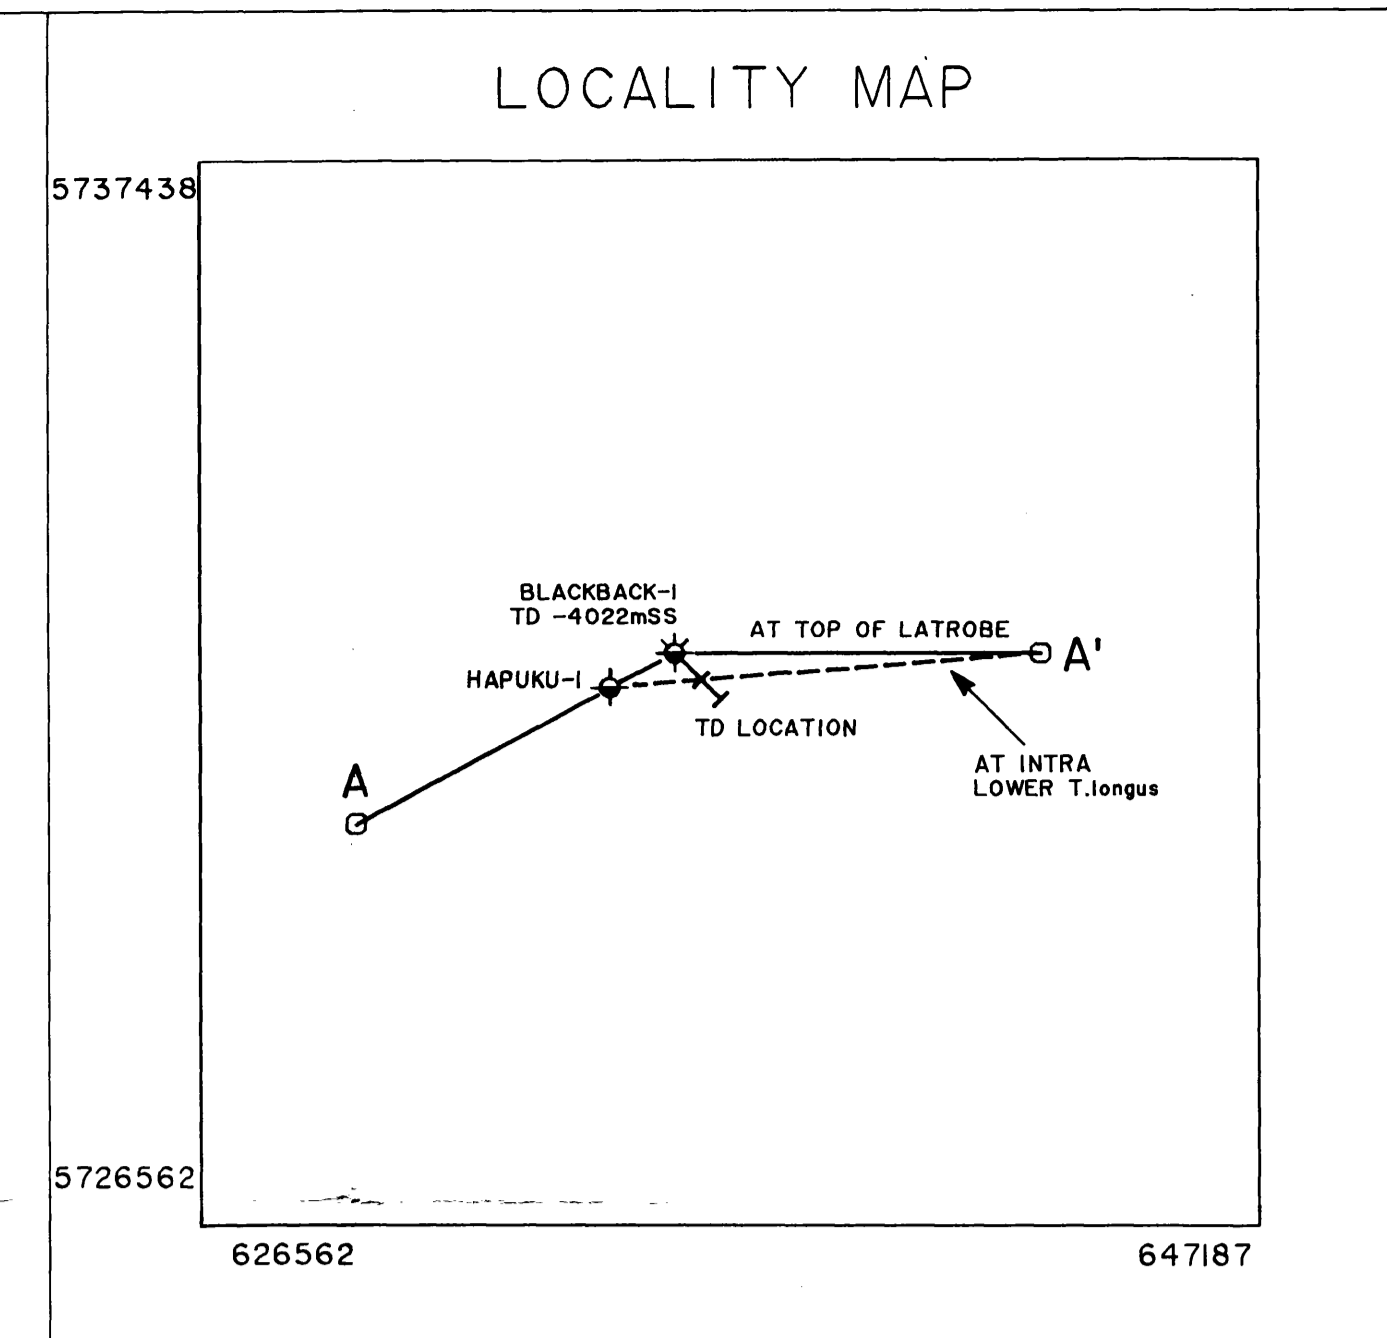 LOCALITY MAP
5737438
BLACKBACK-1
TD -4022mSS
AT TOP OF LATROBE
A'
HAPUKU-1
TD LOCATION
AT INTRA
LOWER T.longus
A
5726562
626562
647187